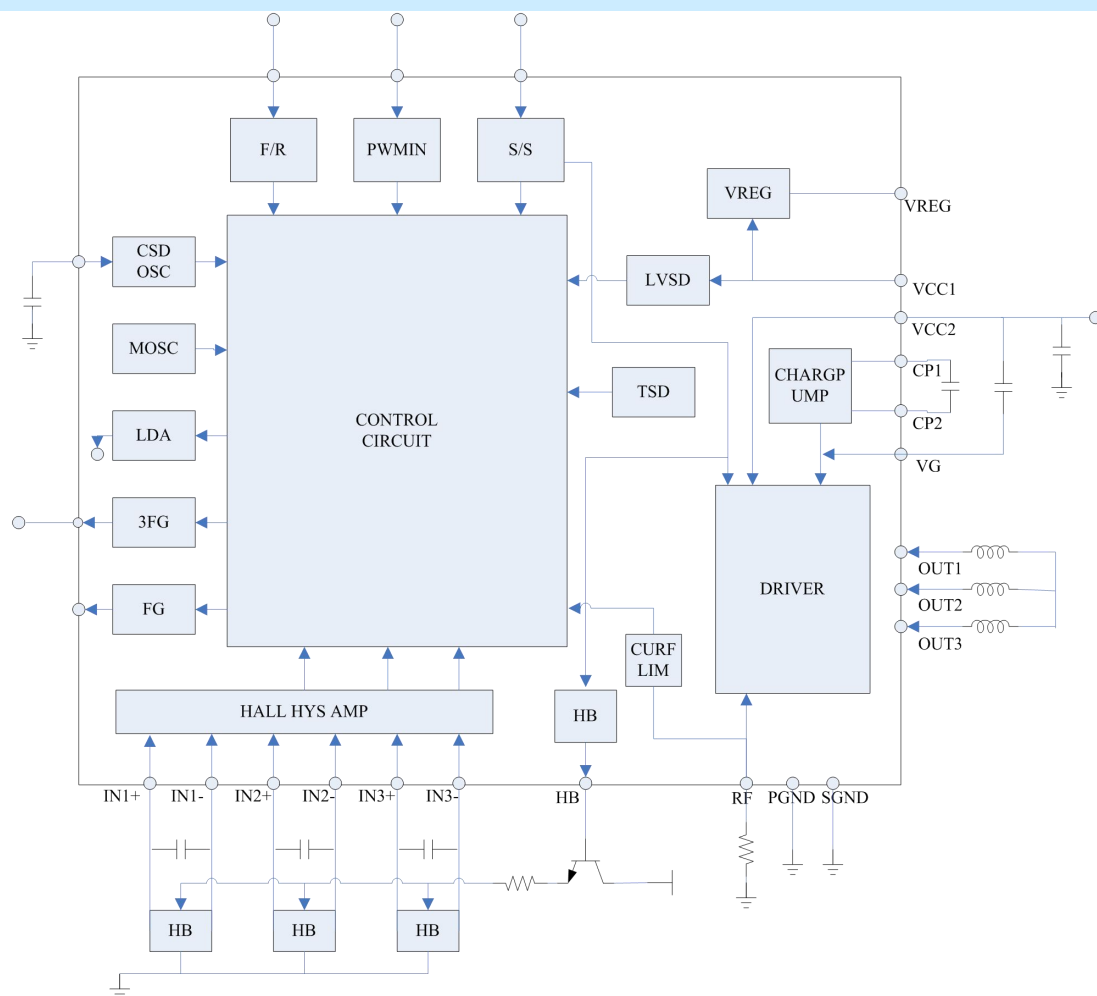 F/R
PWMIN
S/S
VREG
VREG
CSD
OSC
LVSD
VCC1
VCC2
MOSC
CHARGP
UMP
CP1
TSD
CP2
CONTROL
CIRCUIT
LDA
VG
3FG
OUT1
DRIVER
OUT2
FG
OUT3
CURF
LIM
HALL HYS AMP
HB
IN1+
IN1-
IN2+
IN2-
IN3+
IN3-
HB
RF
PGND
SGND
HB
HB
HB